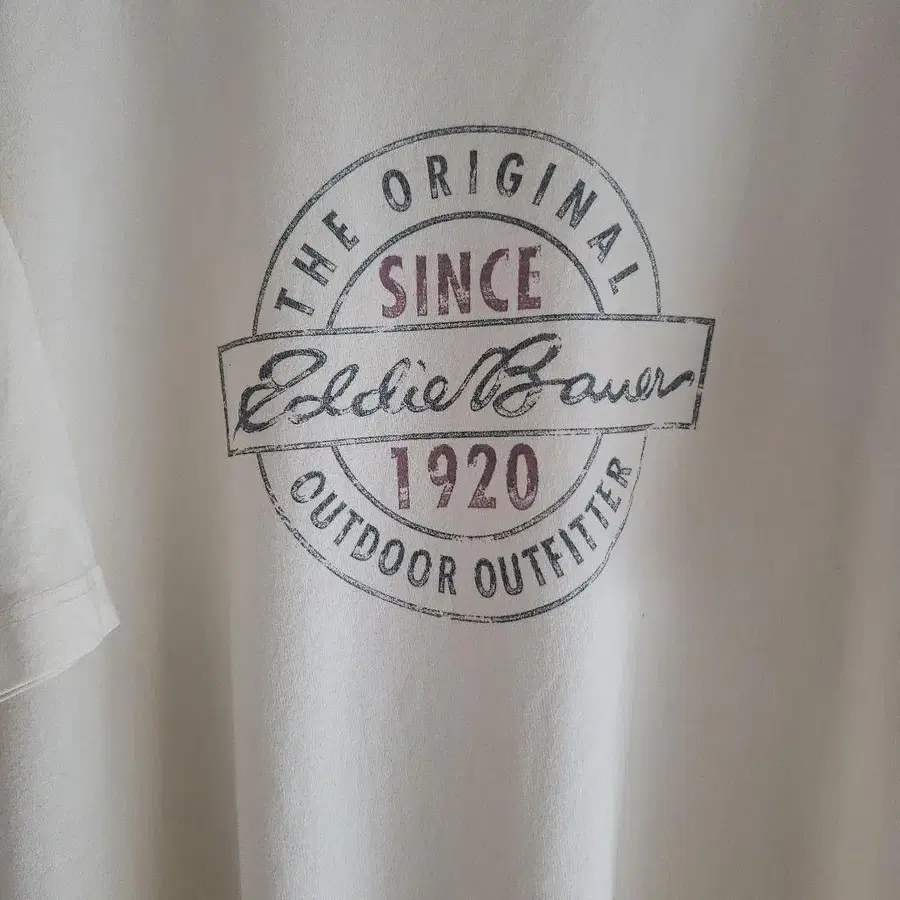 THE ORIGINAL
SINCE
Eddie Bauer
1920
OUTDOOR OUTFITTER